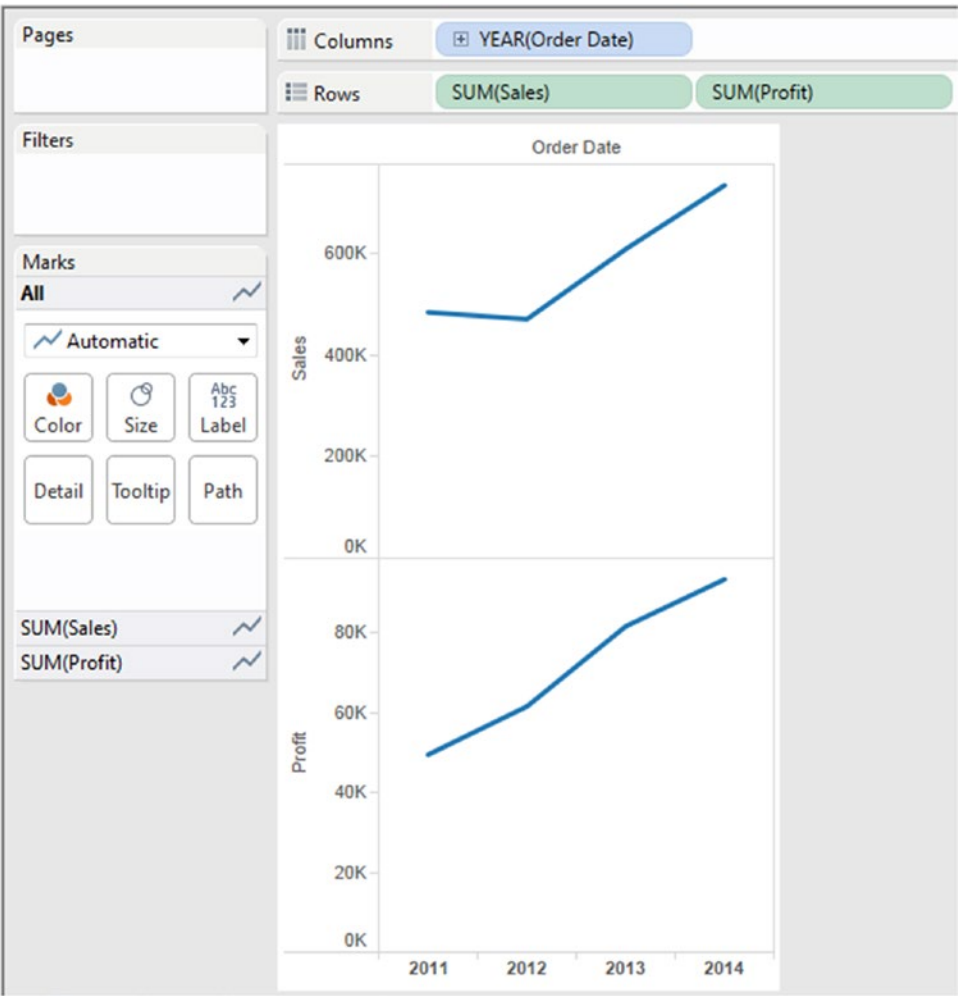 Pages
Columns
YEAR(Order Date)
Rows
SUM(Sales)
SUM(Profit)
Filters
Marks
All
Automatic
Color
Size
Abc
123
Label
Detail
Tooltip
Path
SUM(Sales)
SUM(Profit)
Order Date
Sales
600K
400K
200K
0K
Profit
80K
60K
40K
20K
0K
2011 2012 2013 2014